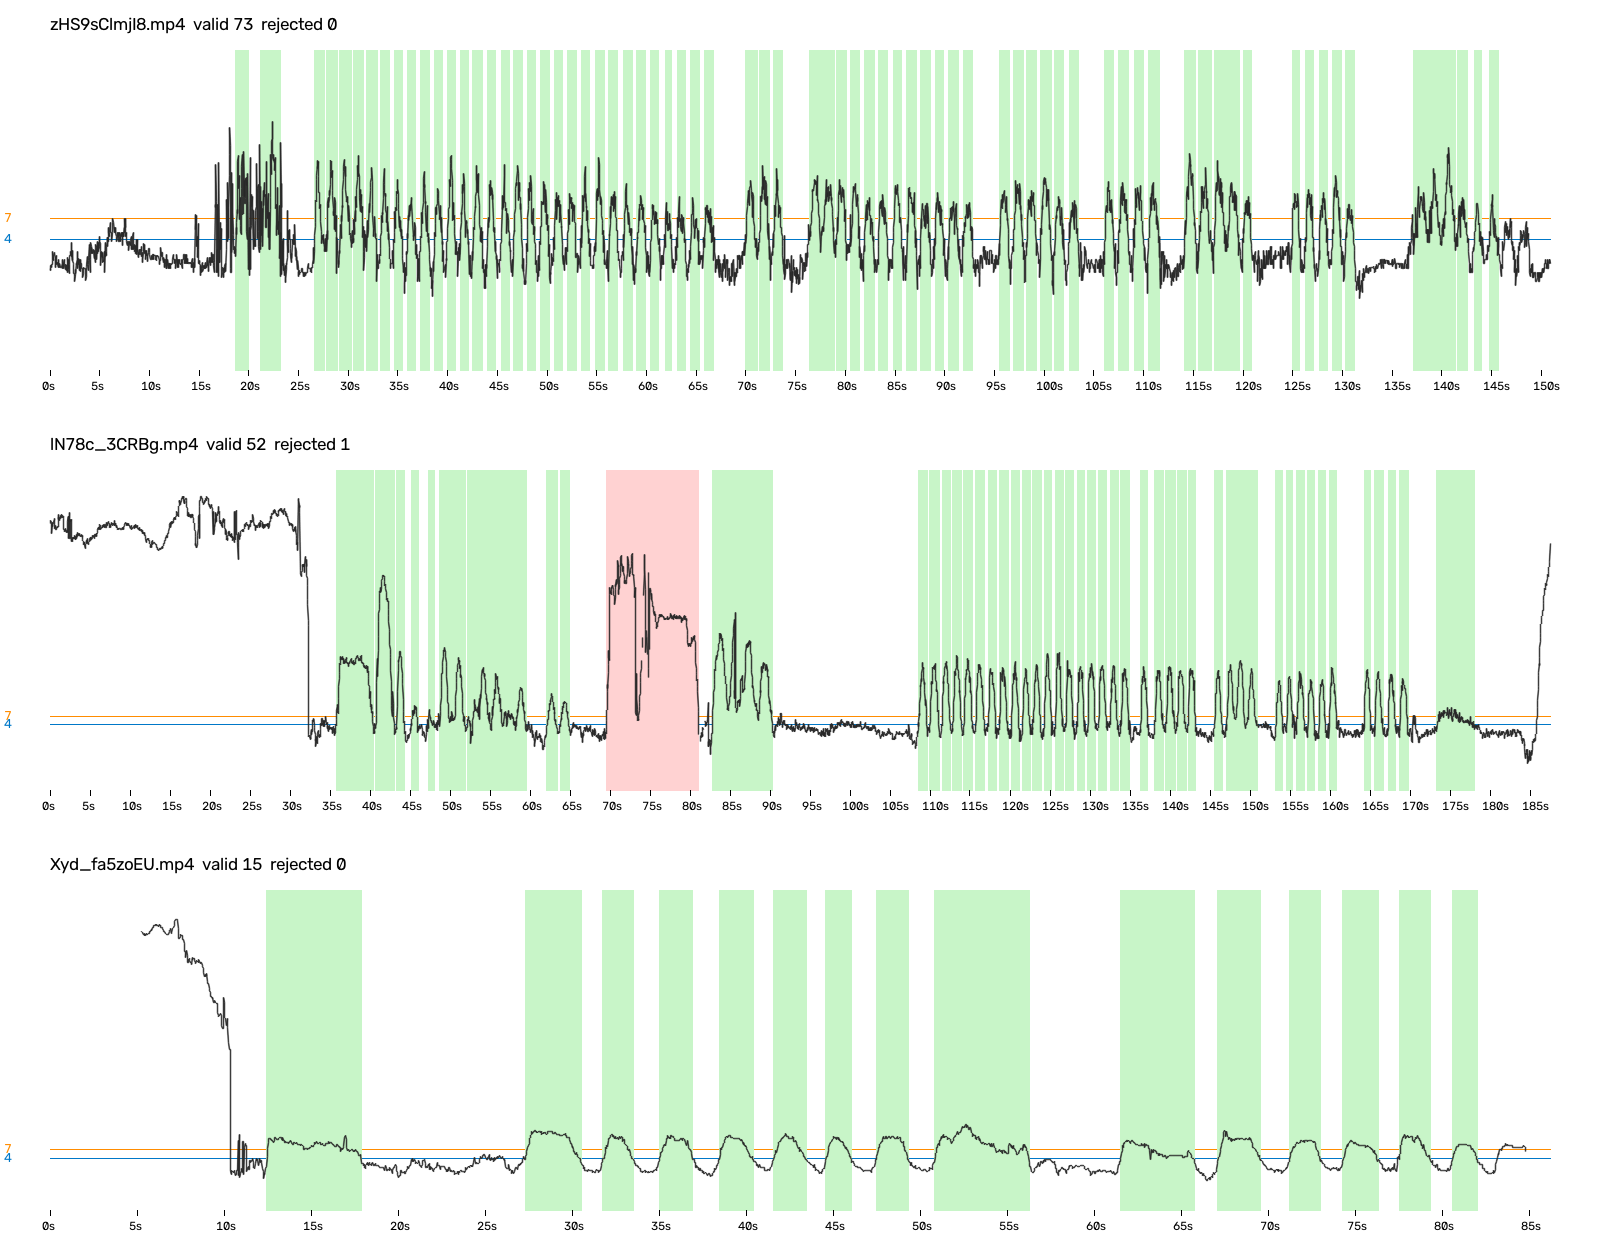 zHS9sClmjI8.mp4 valid 73 rejected 0
7
4
0s 5s 10s 15s 20s 25s 30s 35s 40s 45s 50s 55s 60s 65s 70s 75s 80s 85s 90s 95s 100s 105s 110s 115s 120s 125s 130s 135s 140s 145s 150s
lN78c_3CRBg.mp4 valid 52 rejected 1
7
4
0s 5s 10s 15s 20s 25s 30s 35s 40s 45s 50s 55s 60s 65s 70s 75s 80s 85s 90s 95s 100s 105s 110s 115s 120s 125s 130s 135s 140s 145s 150s 155s 160s 165s 170s 175s 180s 185s
Xyd_fa5zoEU.mp4 valid 15 rejected 0
7
4
0s 5s 10s 15s 20s 25s 30s 35s 40s 45s 50s 55s 60s 65s 70s 75s 80s 85s